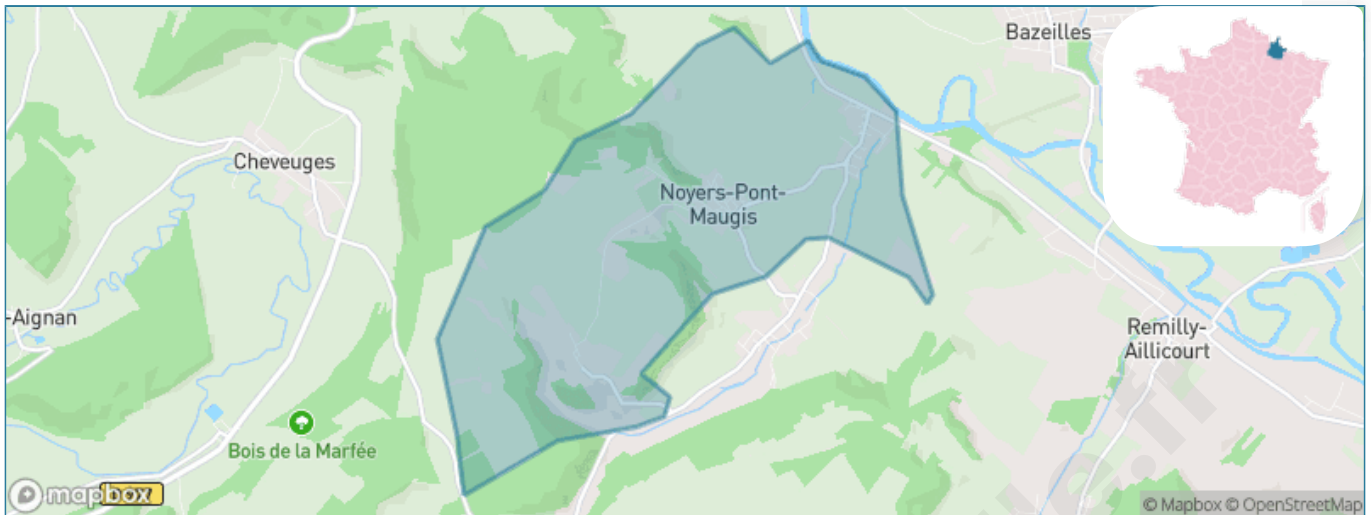 Bazeilles
Cheveuges
Noyers-Pont-
Maugis
-Aignan
Remilly-
Aillicourt
Bois de la Marfée
mapbox
© Mapbox © OpenStreetMap